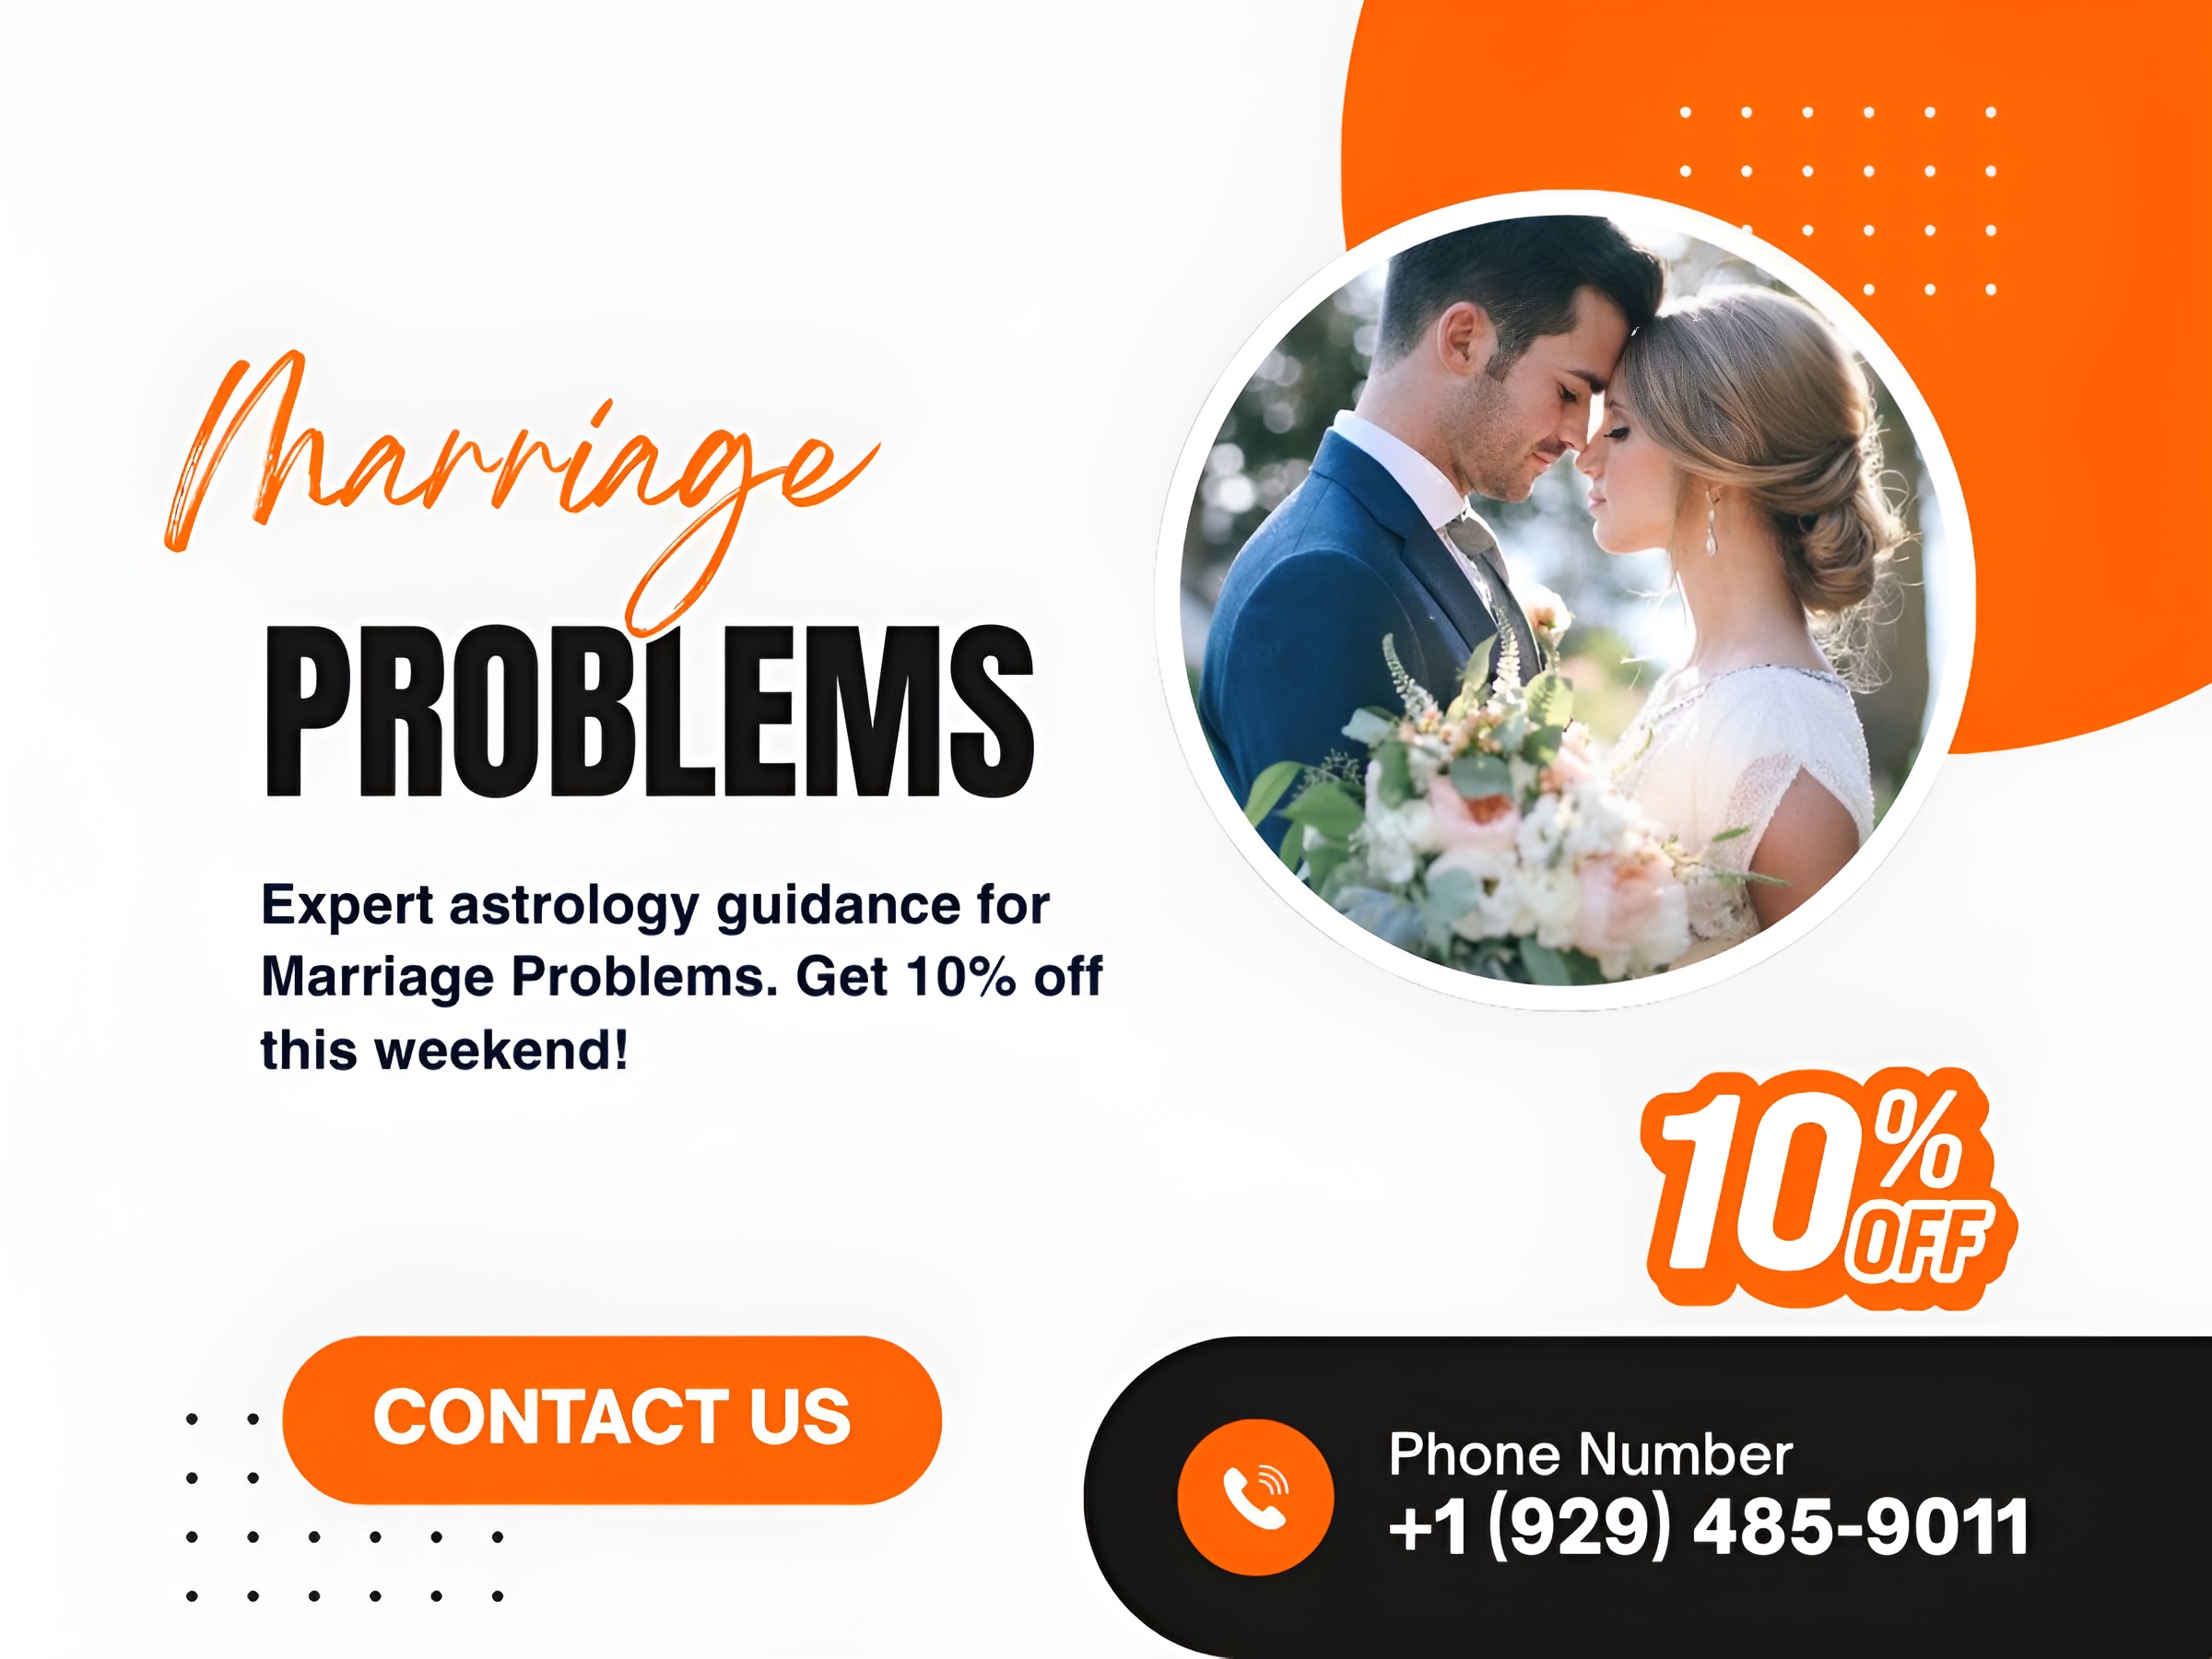 Marriage
PROBLEMS
Expert astrology guidance for
Marriage Problems. Get 10% off
this weekend!
10%
OFF
CONTACT US
Phone Number
+1 (929) 485-9011